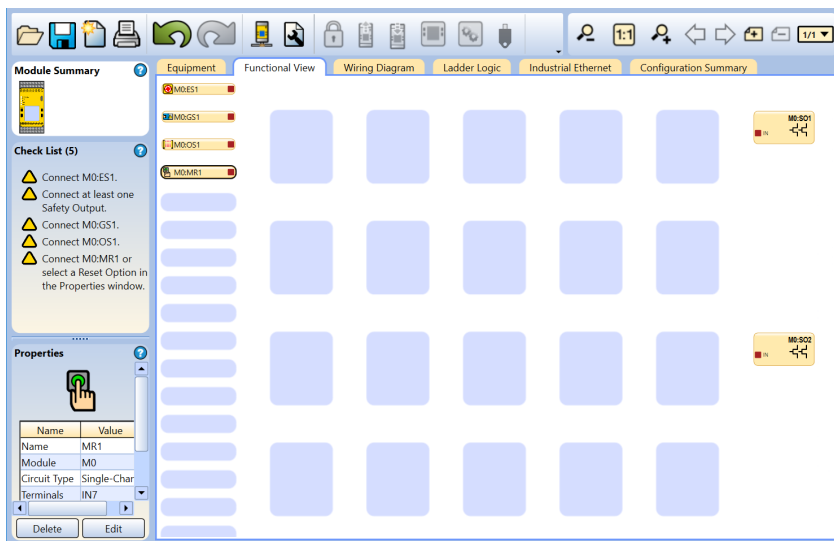 1:1
1/1
Module Summary
?
Equipment
Functional View
Wiring Diagram
Ladder Logic
Industrial Ethernet
Configuration Summary
M0:ES1
M0:GS1
M0:OS1
M0:MR1
M0:SO1
IN
M0:SO2
IN
Check List (5)
?
Connect M0:ES1.
Connect at least one
Safety Output.
Connect M0:GS1.
Connect M0:OS1.
Connect M0:MR1 or
select a Reset Option in
the Properties window.
Properties
?
Name Value
Name MR1
Module M0
Circuit Type Single-Char
Terminals IN7
Delete Edit